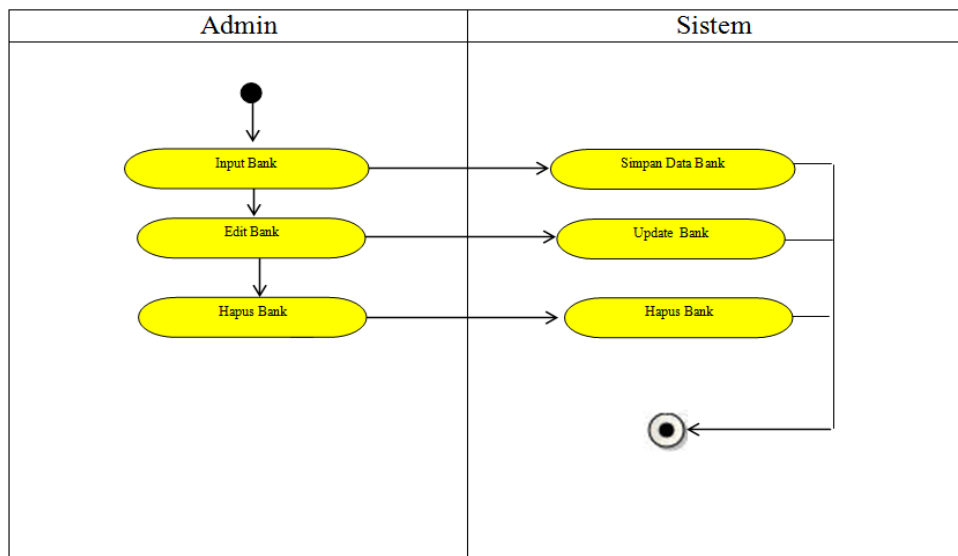 Admin
Sistem
Input Bank
Simpan Data Bank
Edit Bank
Update Bank
Hapus Bank
Hapus Bank